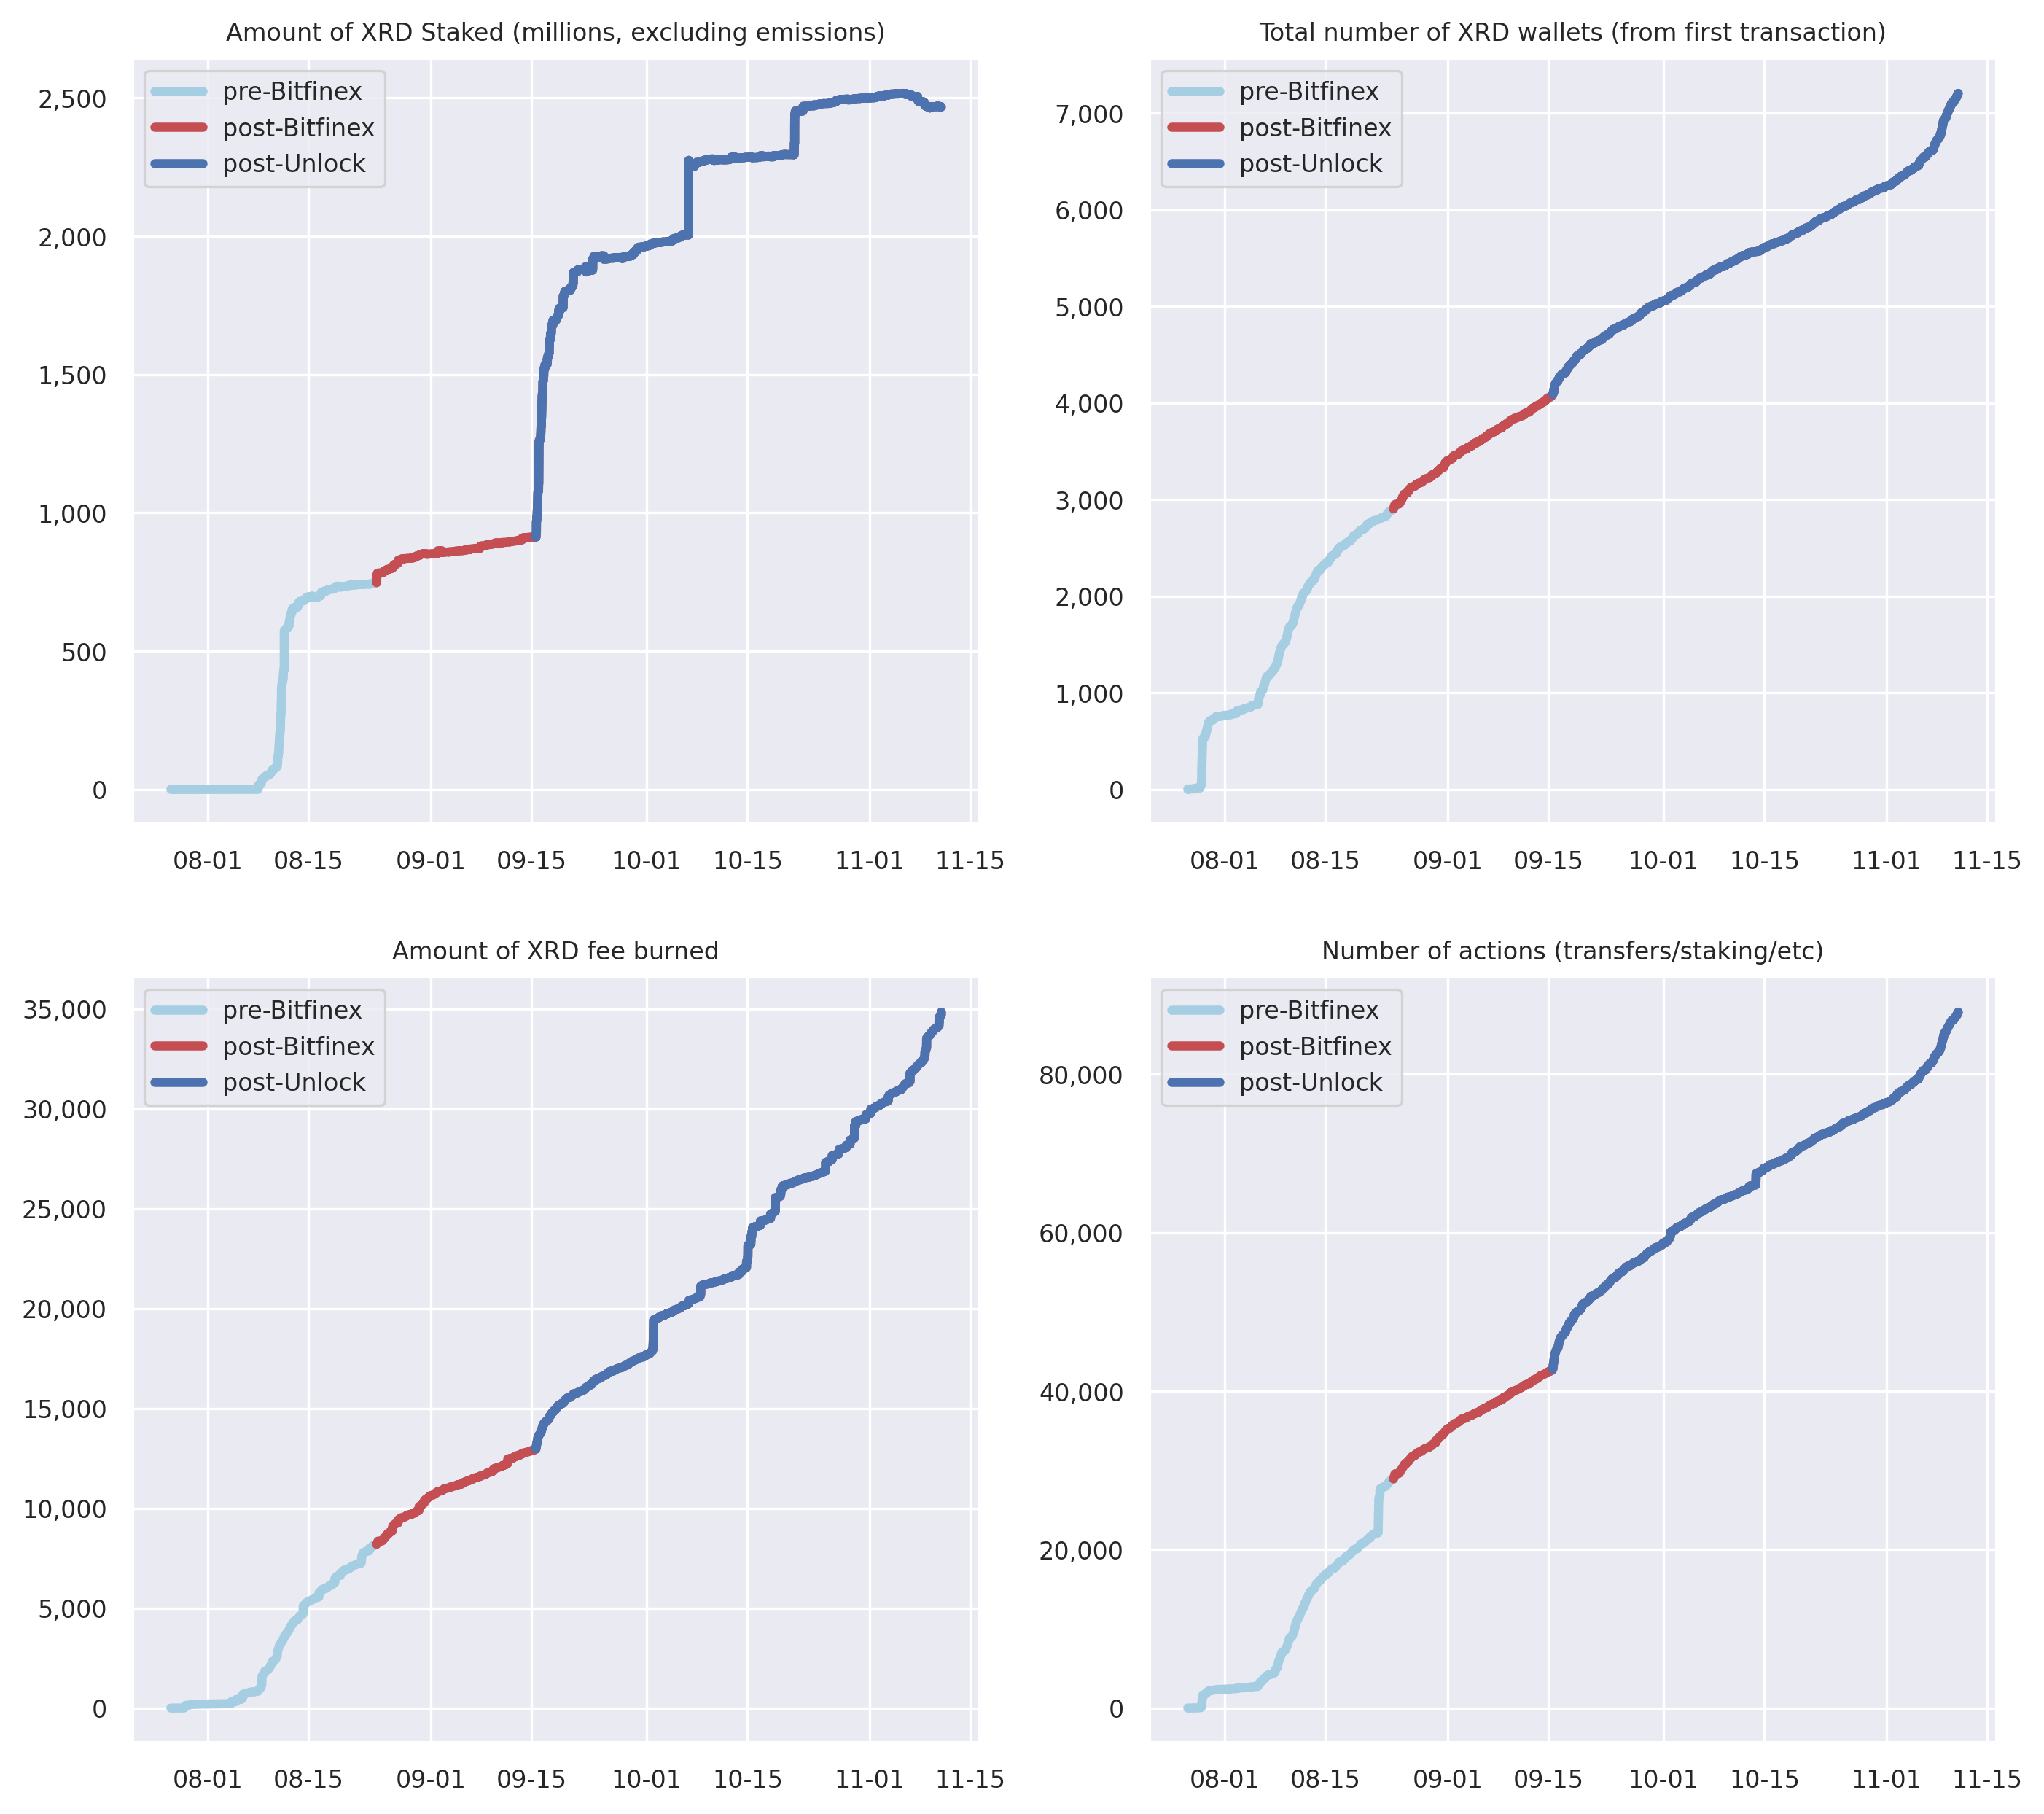 Amount of XRD Staked (millions, excluding emissions)
pre-Bitfinex
post-Bitfinex
post-Unlock
2,500
2,000
1,500
1,000
500
0
08-01 08-15 09-01 09-15 10-01 10-15 11-01 11-15
Total number of XRD wallets (from first transaction)
pre-Bitfinex
post-Bitfinex
post-Unlock
7,000
6,000
5,000
4,000
3,000
2,000
1,000
0
08-01 08-15 09-01 09-15 10-01 10-15 11-01 11-15
Amount of XRD fee burned
pre-Bitfinex
post-Bitfinex
post-Unlock
35,000
30,000
25,000
20,000
15,000
10,000
5,000
0
08-01 08-15 09-01 09-15 10-01 10-15 11-01 11-15
Number of actions (transfers/staking/etc)
pre-Bitfinex
post-Bitfinex
post-Unlock
80,000
60,000
40,000
20,000
0
08-01 08-15 09-01 09-15 10-01 10-15 11-01 11-15